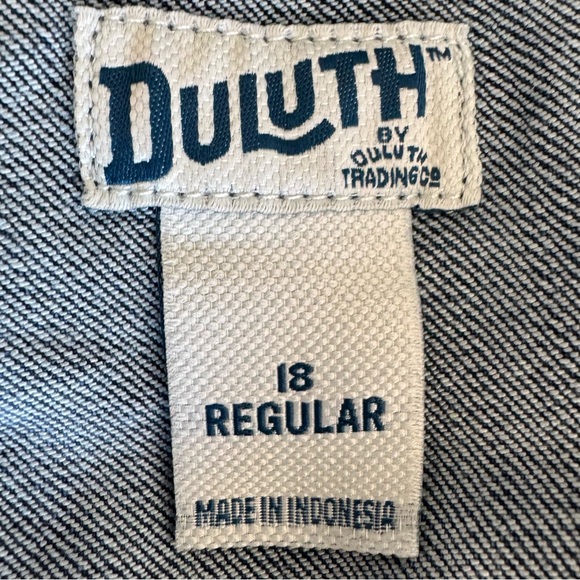 DULUTH™
BY
DULUTH
TRADING CO
18
REGULAR
MADE IN INDONESIA